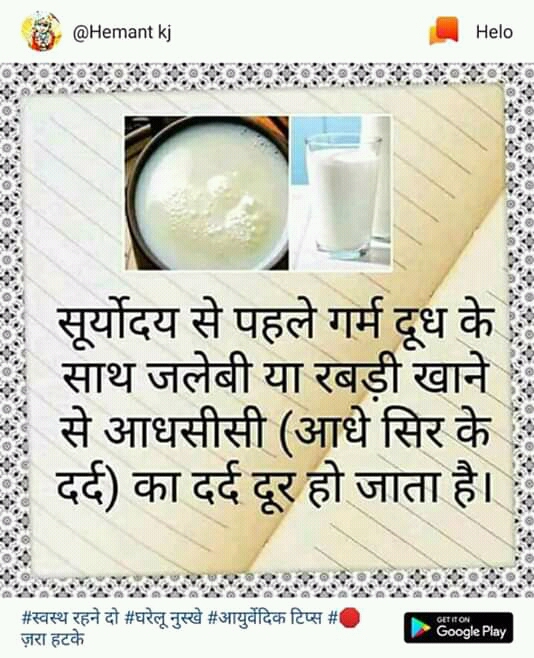 @Hemant kj
Helo
सूर्योदय से पहले गर्म दूध के
साथ जलेबी या रबड़ी खाने
से आधसीसी (आधे सिर के
दर्द) का दर्द दूर हो जाता है।
#स्वस्थ रहने दो #घरेलू नुस्खे #आयुर्वेदिक टिप्स #🛑
ज़रा हटके
GET IT ON
Google Play